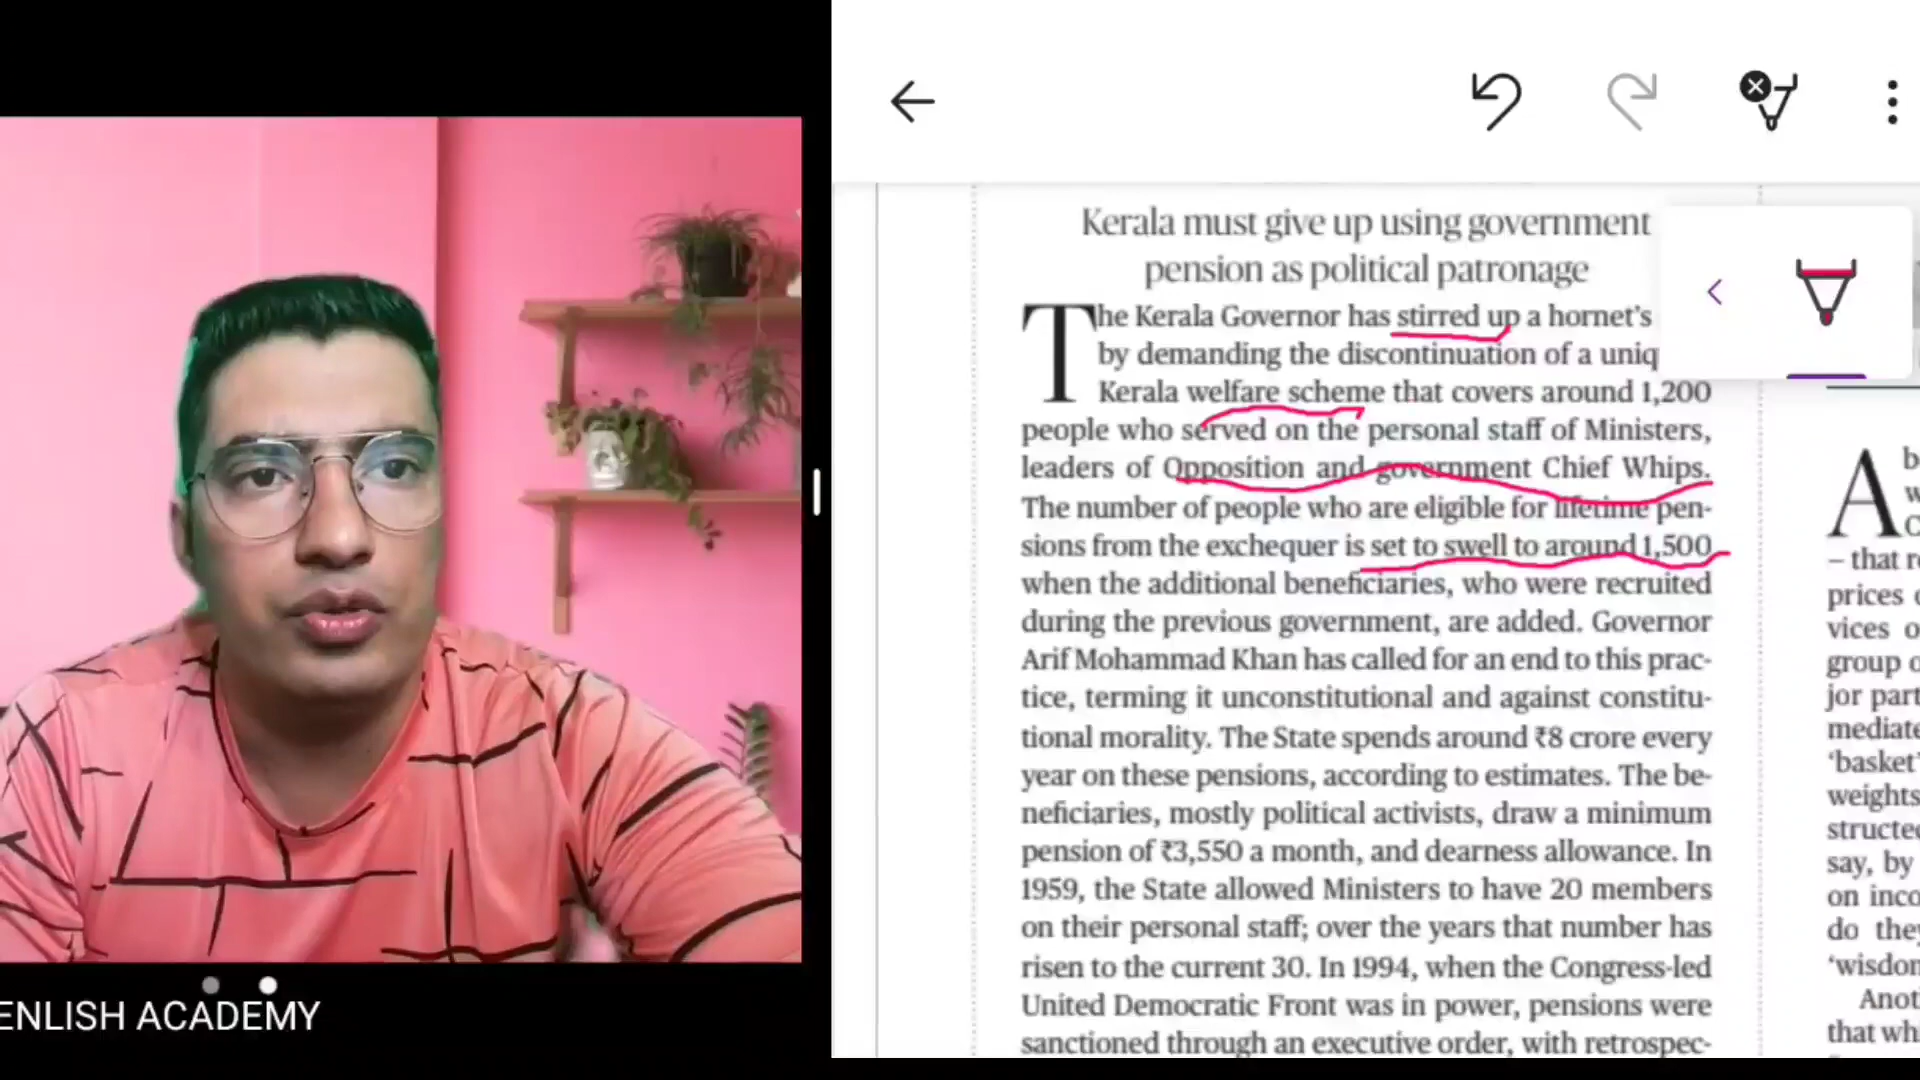 Kerala must give up using government
pension as political patronage
The Kerala Governor has stirred up a hornet's
by demanding the discontinuation of a uniq
Kerala welfare scheme that covers around 1,200
people who served on the personal staff of Ministers,
leaders of Opposition and government Chief Whips.
The number of people who are eligible for lifetime pen-
sions from the exchequer is set to swell to around 1,500
when the additional beneficiaries, who were recruited
during the previous government, are added. Governor
Arif Mohammad Khan has called for an end to this prac-
tice, terming it unconstitutional and against constitu-
tional morality. The State spends around ₹8 crore every
year on these pensions, according to estimates. The be-
neficiaries, mostly political activists, draw a minimum
pension of ₹3,550 a month, and dearness allowance. In
1959, the State allowed Ministers to have 20 members
on their personal staff; over the years that number has
risen to the current 30. In 1994, when the Congress-led
United Democratic Front was in power, pensions were
sanctioned through an executive order, with retrospec-
A b
w
C
– that r
prices
vices o
group o
jor part
mediate
'basket'
weights
structe
say, by
on inco
do they
'wisdon
Anot
that wh
ENLISH ACADEMY